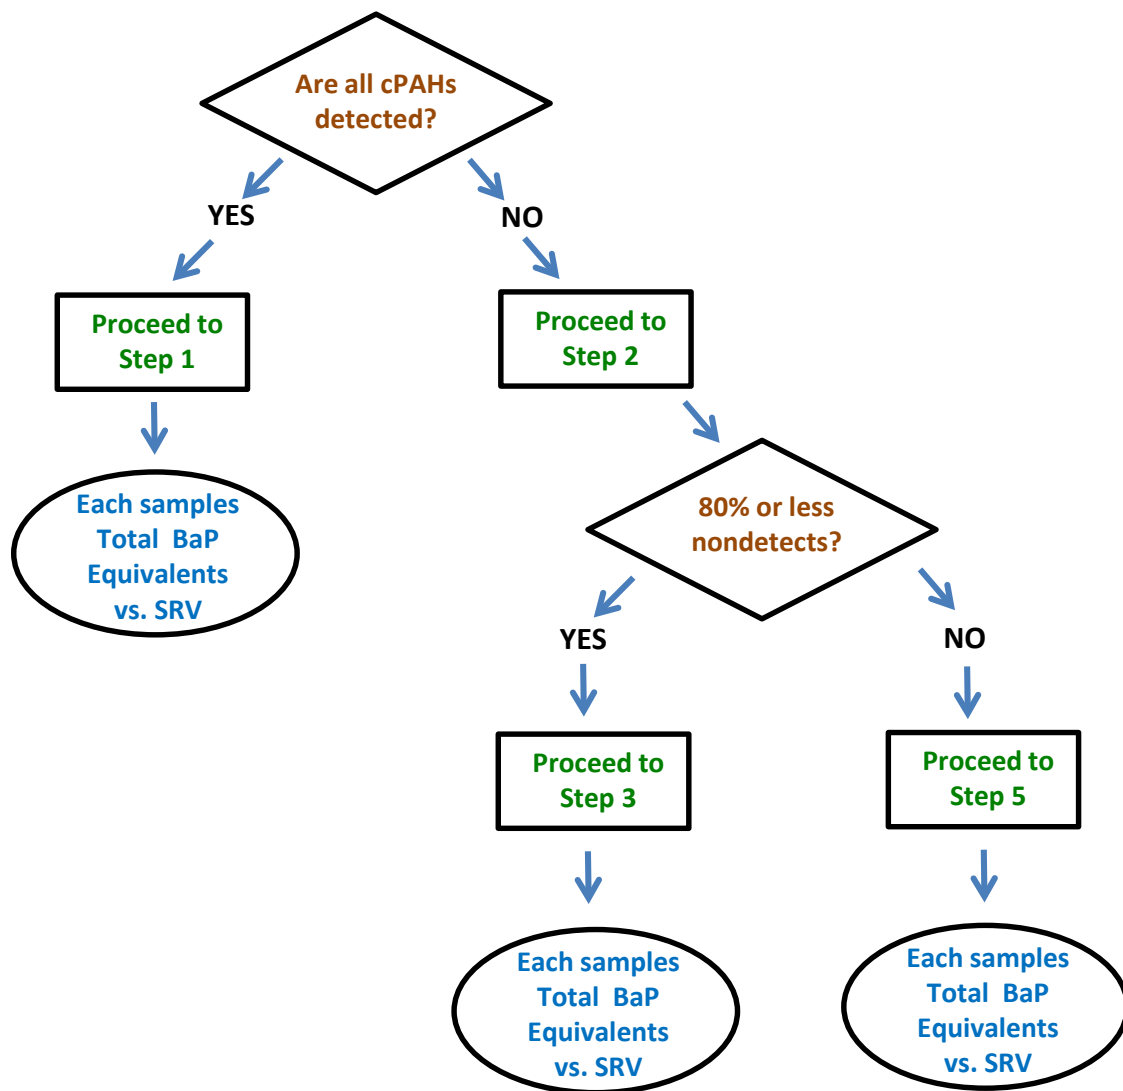 Are all cPAHs
detected?
YES
NO
Proceed to
Step 1
Proceed to
Step 2
Each samples
Total BaP
Equivalents
vs. SRV
80% or less
nondetects?
YES
NO
Proceed to
Step 3
Proceed to
Step 5
Each samples
Total BaP
Equivalents
vs. SRV
Each samples
Total BaP
Equivalents
vs. SRV